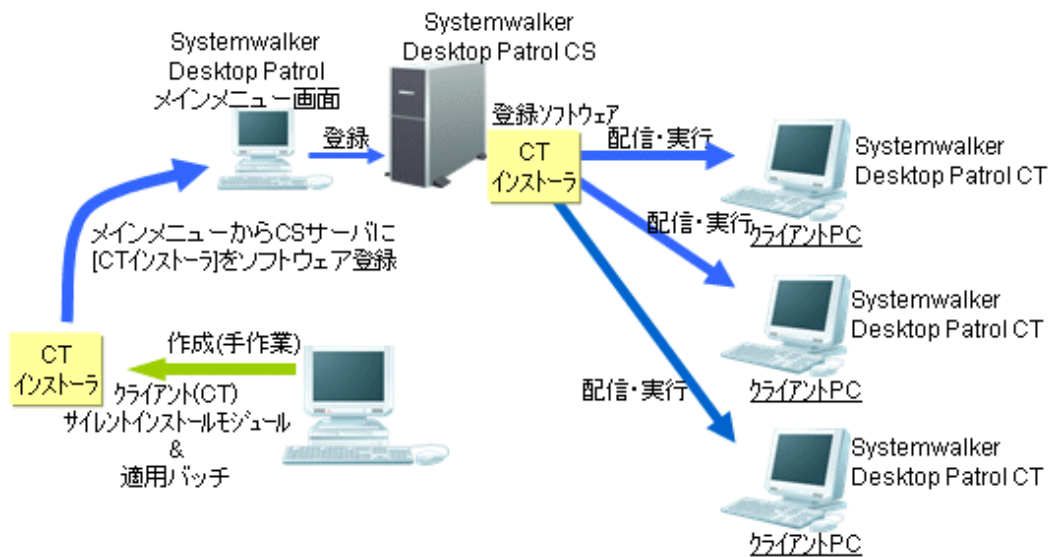 Systemwalker
Desktop Patrol
メインメニュー画面
Systemwalker
Desktop Patrol CS
登録
登録ソフトウェア
CT
インストーラ
配信・実行
Systemwalker
Desktop Patrol CT
クライアントPC
メインメニューからCSサーバに
[CTインストーラ]をソフトウェア登録
配信・実行
Systemwalker
Desktop Patrol CT
クライアントPC
CT
インストーラ
作成(手作業)
クライアント(CT)
サイレントインストールモジュール
&
適用バッチ
配信・実行
Systemwalker
Desktop Patrol CT
クライアントPC